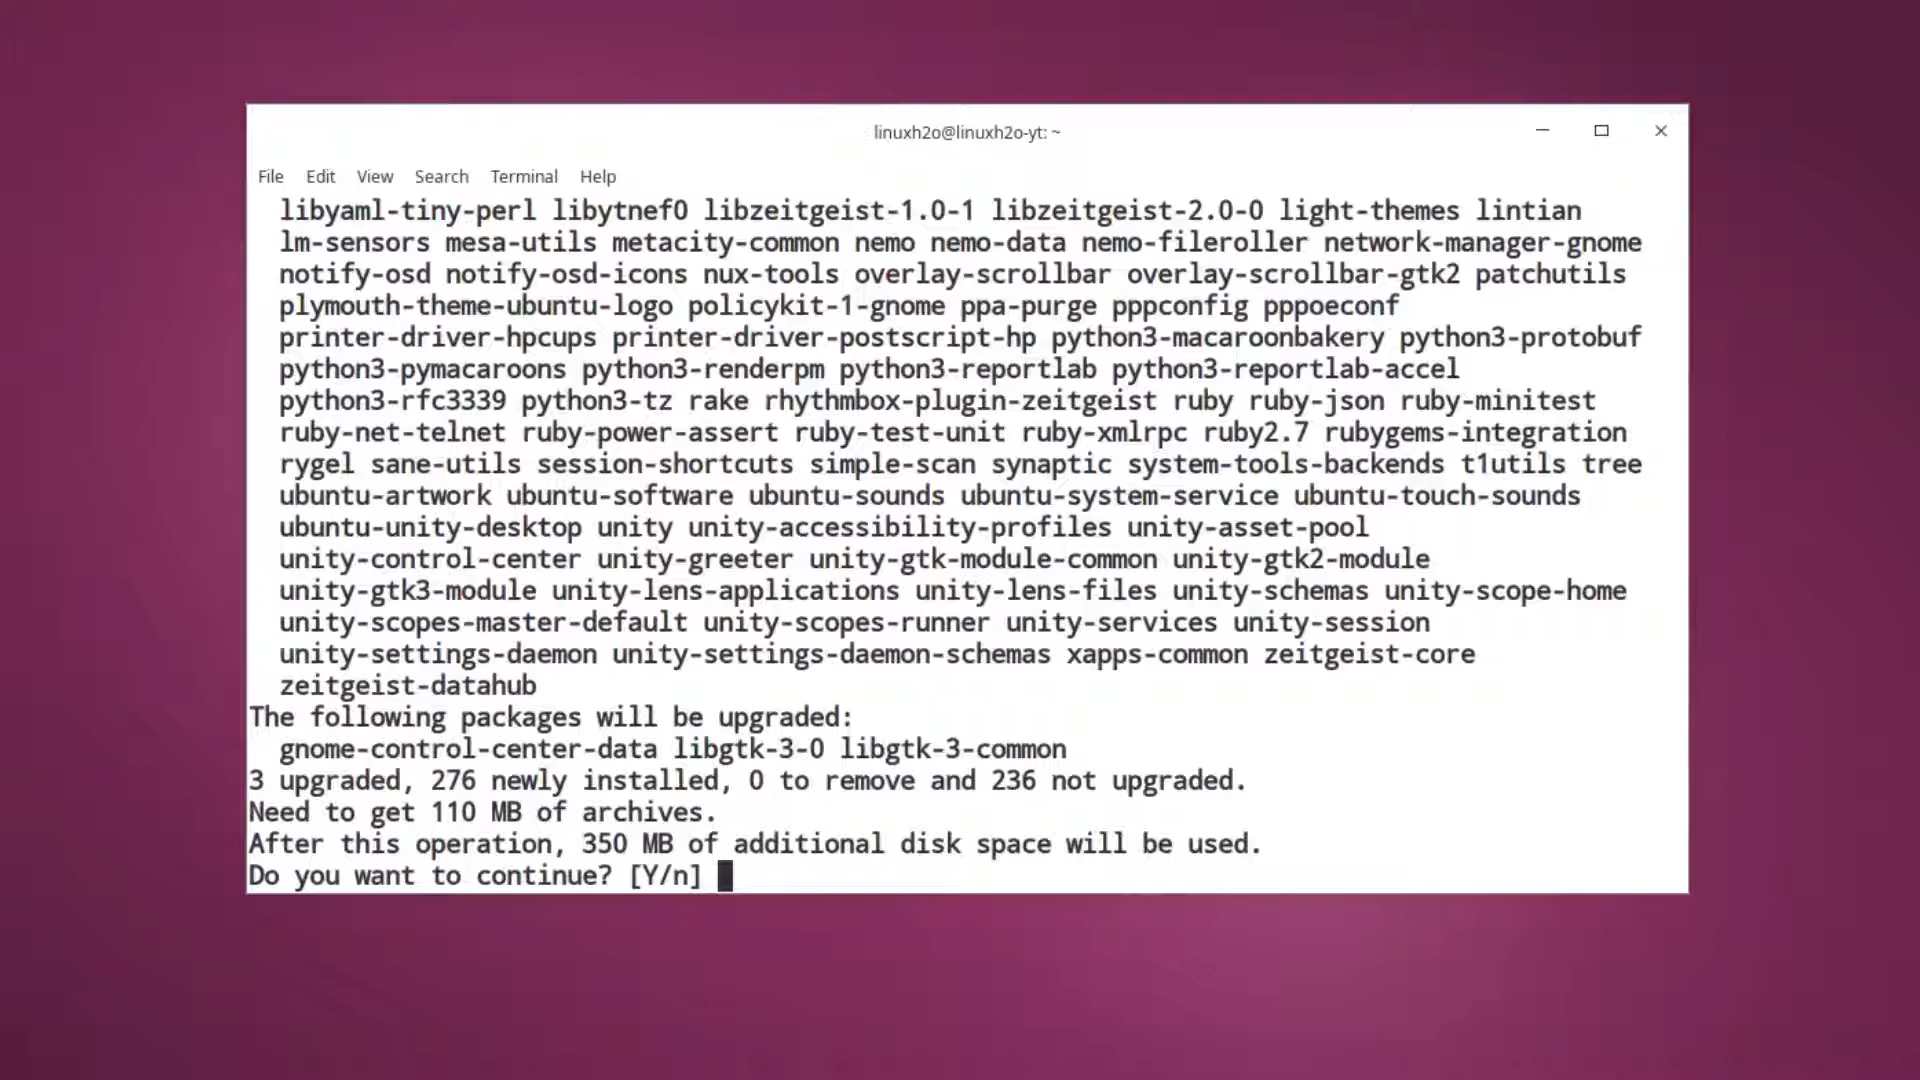 linuxh2o@linuxh2o-yt: ~
File Edit View Search Terminal Help
libyaml-tiny-perl libytnef0 libzeitgeist-1.0-1 libzeitgeist-2.0-0 light-themes lintian
lm-sensors mesa-utils metacity-common nemo nemo-data nemo-fileroller network-manager-gnome
notify-osd notify-osd-icons nux-tools overlay-scrollbar overlay-scrollbar-gtk2 patchutils
plymouth-theme-ubuntu-logo policykit-1-gnome ppa-purge pppconfig pppoeconf
printer-driver-hpcups printer-driver-postscript-hp python3-macaroonbakery python3-protobuf
python3-pymacaroons python3-renderpm python3-reportlab python3-reportlab-accel
python3-rfc3339 python3-tz rake rhythmbox-plugin-zeitgeist ruby ruby-json ruby-minitest
ruby-net-telnet ruby-power-assert ruby-test-unit ruby-xmlrpc ruby2.7 rubygems-integration
rygel sane-utils session-shortcuts simple-scan synaptic system-tools-backends t1utils tree
ubuntu-artwork ubuntu-software ubuntu-sounds ubuntu-system-service ubuntu-touch-sounds
ubuntu-unity-desktop unity unity-accessibility-profiles unity-asset-pool
unity-control-center unity-greeter unity-gtk-module-common unity-gtk2-module
unity-gtk3-module unity-lens-applications unity-lens-files unity-schemas unity-scope-home
unity-scopes-master-default unity-scopes-runner unity-services unity-session
unity-settings-daemon unity-settings-daemon-schemas xapps-common zeitgeist-core
zeitgeist-datahub
The following packages will be upgraded:
gnome-control-center-data libgtk-3-0 libgtk-3-common
3 upgraded, 276 newly installed, 0 to remove and 236 not upgraded.
Need to get 110 MB of archives.
After this operation, 350 MB of additional disk space will be used.
Do you want to continue? [Y/n]